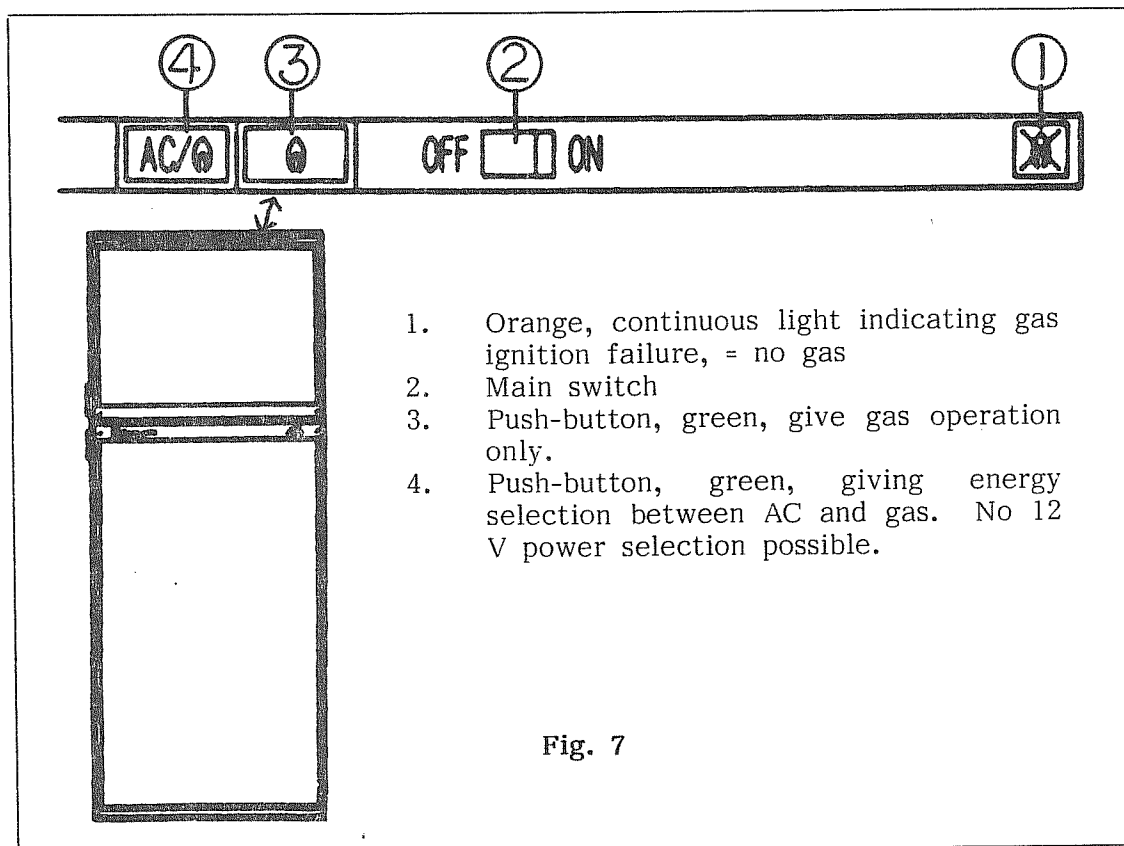 4 3 2 1
AC/ OFF ON
1. Orange, continuous light indicating gas
ignition failure, = no gas
2. Main switch
3. Push-button, green, give gas operation
only.
4. Push-button, green, giving energy
selection between AC and gas. No 12
V power selection possible.
Fig. 7